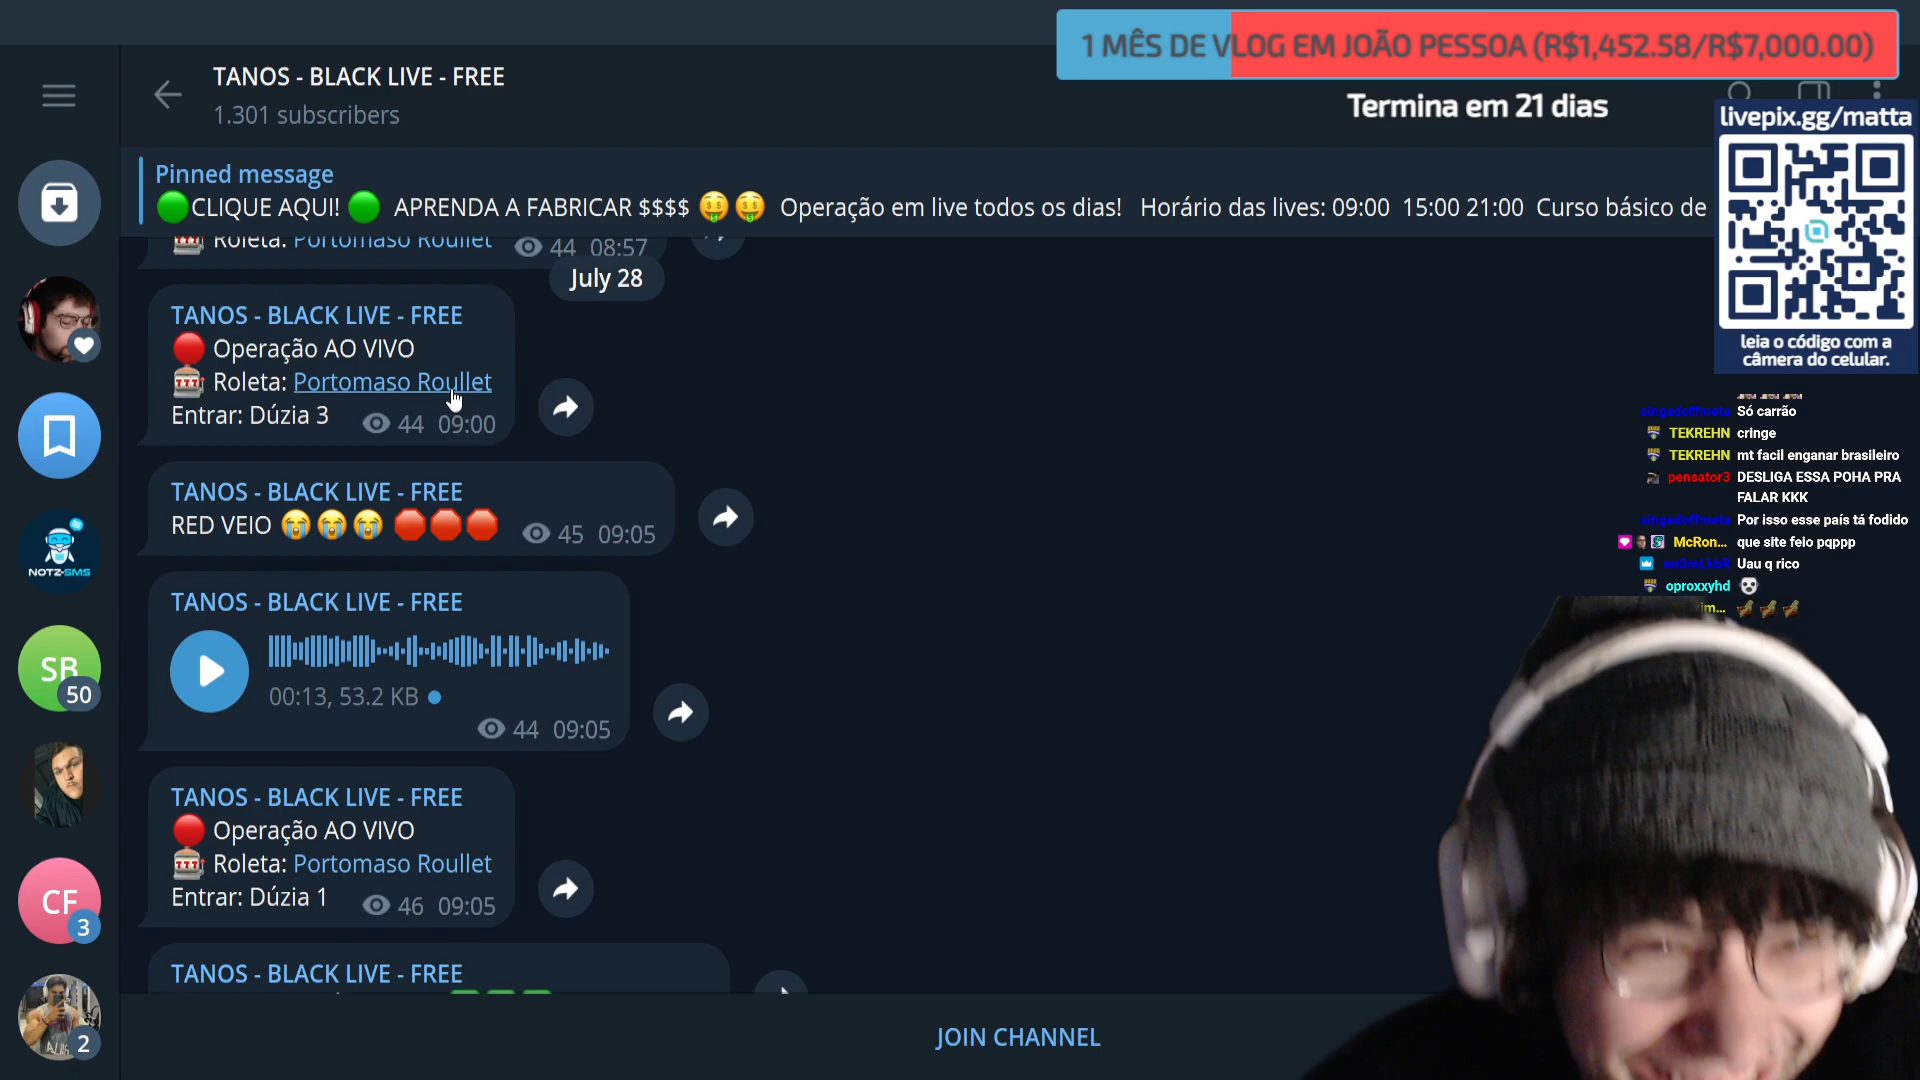 1 MÊS DE VLOG EM JOÃO PESSOA (R$1,452.58/R$7,000.00)
Termina em 21 dias
livepix.gg/matta
leia o código com a
câmera do celular.
TANOS - BLACK LIVE - FREE
1.301 subscribers
Pinned message
CLIQUE AQUI! APRENDA A FABRICAR $$$$ Operação em live todos os dias! Horário das lives: 09:00 15:00 21:00 Curso básico de
Roleta: Portomaso Roullet 44 08:57
July 28
TANOS - BLACK LIVE - FREE
Operação AO VIVO
Roleta: Portomaso Roullet
Entrar: Dúzia 3 44 09:00
TANOS - BLACK LIVE - FREE
RED VEIO 😭😭😭 🛑🛑🛑 45 09:05
TANOS - BLACK LIVE - FREE
00:13, 53.2 KB
44 09:05
TANOS - BLACK LIVE - FREE
Operação AO VIVO
Roleta: Portomaso Roullet
Entrar: Dúzia 1 46 09:05
TANOS - BLACK LIVE - FREE
JOIN CHANNEL
NOTZ-SMS
SB
50
CF
3
2
Só carrão
TEKREHN cringe
TEKREHN mt facil enganar brasileiro
pensator3 DESLIGA ESSA POHA PRA
FALAR KKK
Por isso esse país tá fodido
McRon... que site feio pqppp
Uau q rico
oproxxyhd